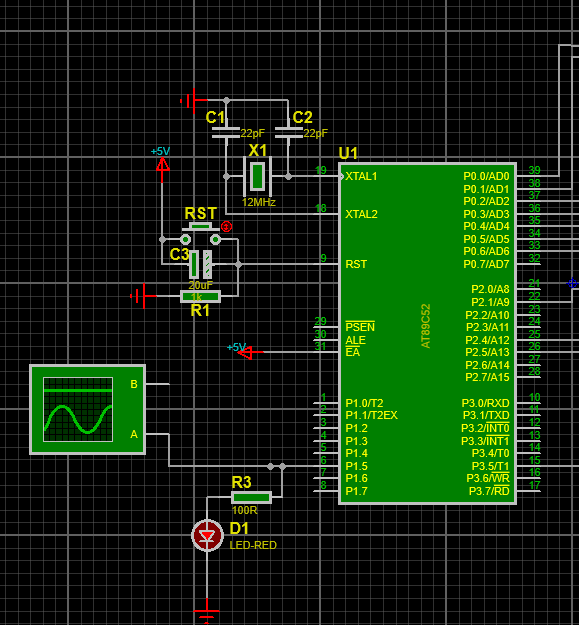 C1
22pF
C2
22pF
X1
12MHz
+5V
RST
C3
20uF
1k
R1
+5V
U1
19
XTAL1
18
XTAL2
9
RST
29
PSEN
30
ALE
31
EA
1
P1.0/T2
2
P1.1/T2EX
3
P1.2
4
P1.3
5
P1.4
6
P1.5
7
P1.6
8
P1.7
AT89C52
P0.0/AD0
39
P0.1/AD1
38
P0.2/AD2
37
P0.3/AD3
36
P0.4/AD4
35
P0.5/AD5
34
P0.6/AD6
33
P0.7/AD7
32
P2.0/A8
21
P2.1/A9
22
P2.2/A10
23
P2.3/A11
24
P2.4/A12
25
P2.5/A13
26
P2.6/A14
27
P2.7/A15
28
P3.0/RXD
10
P3.1/TXD
11
P3.2/INT0
12
P3.3/INT1
13
P3.4/T0
14
P3.5/T1
15
P3.6/WR
16
P3.7/RD
17
B
A
R3
100R
D1
LED-RED